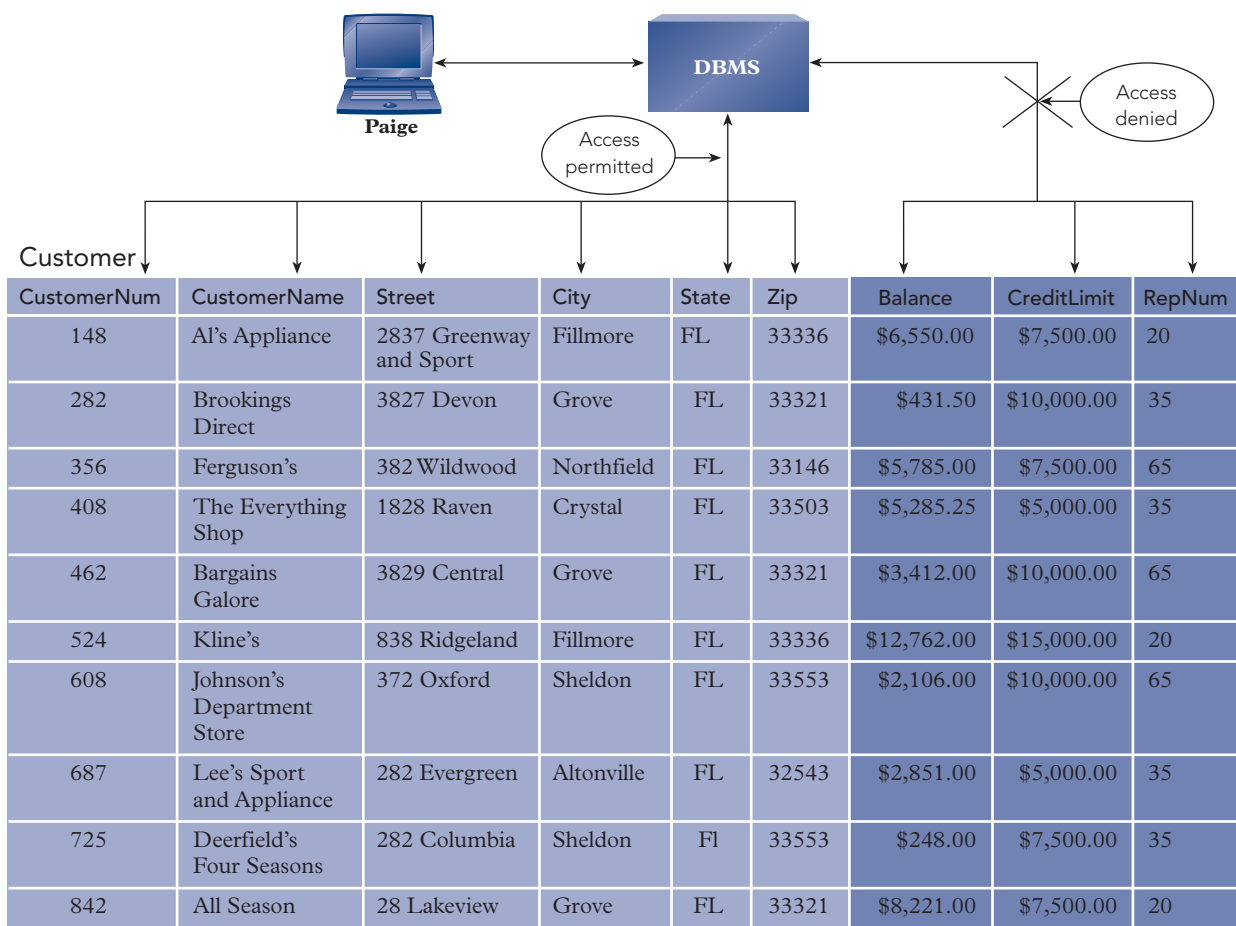 DBMS
Paige
Access
permitted
Access
denied
Customer
CustomerNum CustomerName Street City State Zip Balance CreditLimit RepNum
148 Al's Appliance 2837 Greenway Fillmore FL 33336 $6,550.00 $7,500.00 20
and Sport
282 Brookings 3827 Devon Grove FL 33321 $431.50 $10,000.00 35
Direct
356 Ferguson's 382 Wildwood Northfield FL 33146 $5,785.00 $7,500.00 65
408 The Everything 1828 Raven Crystal FL 33503 $5,285.25 $5,000.00 35
Shop
462 Bargains 3829 Central Grove FL 33321 $3,412.00 $10,000.00 65
Galore
524 Kline's 838 Ridgeland Fillmore FL 33336 $12,762.00 $15,000.00 20
608 Johnson's 372 Oxford Sheldon FL 33553 $2,106.00 $10,000.00 65
Department
Store
687 Lee's Sport 282 Evergreen Altonville FL 32543 $2,851.00 $5,000.00 35
and Appliance
725 Deerfield's 282 Columbia Sheldon Fl 33553 $248.00 $7,500.00 35
Four Seasons
842 All Season 28 Lakeview Grove FL 33321 $8,221.00 $7,500.00 20